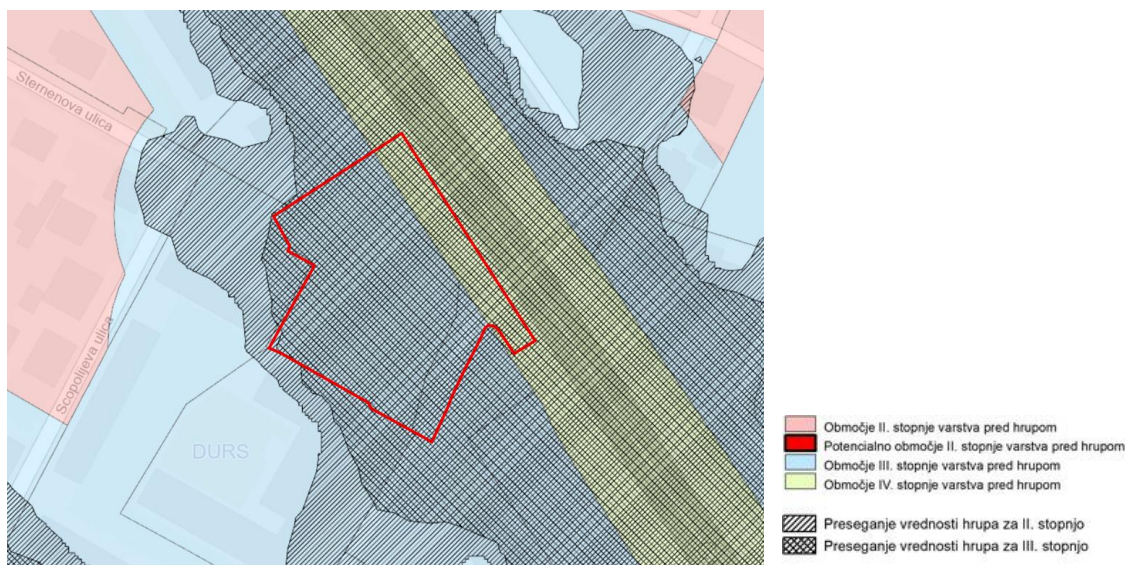 Sternenova ulica
Scopolijeva ulica
DURS
Območje II. stopnje varstva pred hrupom
Potencialno območje II. stopnje varstva pred hrupom
Območje III. stopnje varstva pred hrupom
Območje IV. stopnje varstva pred hrupom
Preseganje vrednosti hrupa za II. stopnjo
Preseganje vrednosti hrupa za III. stopnjo